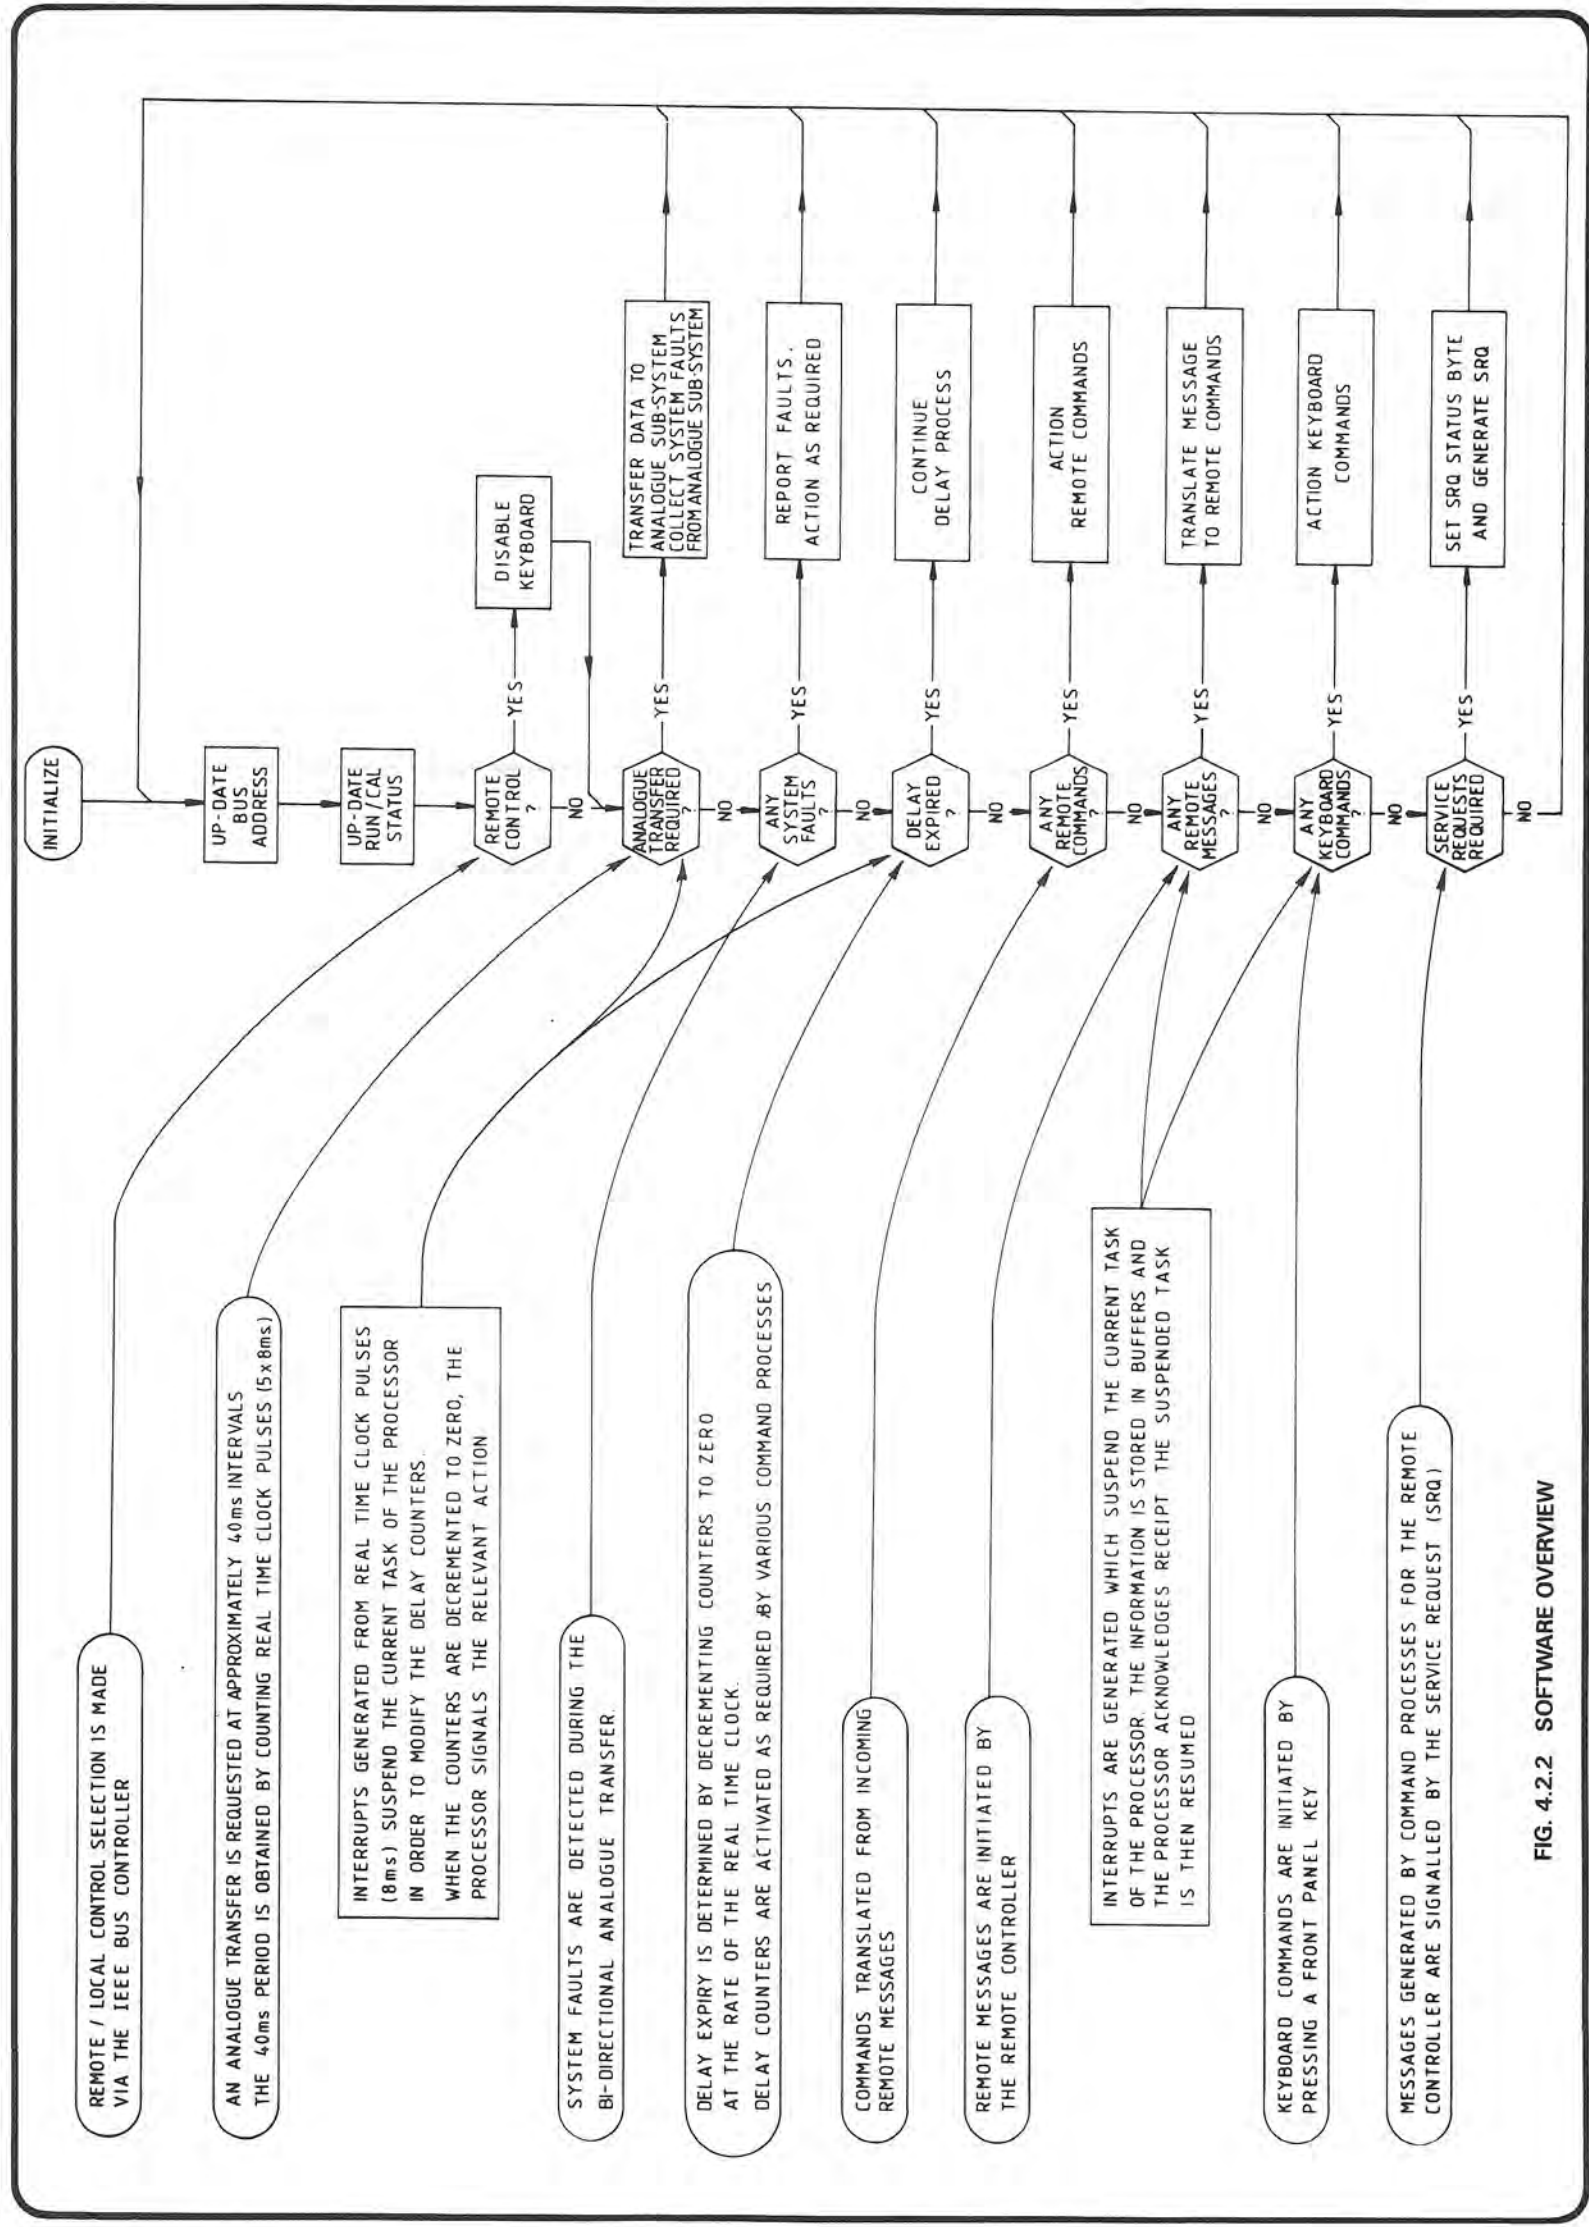 REMOTE / LOCAL CONTROL SELECTION IS MADE
VIA THE IEEE BUS CONTROLLER
AN ANALOGUE TRANSFER IS REQUESTED AT APPROXIMATELY 40ms INTERVALS
THE 40ms PERIOD IS OBTAINED BY COUNTING REAL TIME CLOCK PULSES (5x8ms)
INTERRUPTS GENERATED FROM REAL TIME CLOCK PULSES
(8ms) SUSPEND THE CURRENT TASK OF THE PROCESSOR
IN ORDER TO MODIFY THE DELAY COUNTERS.
WHEN THE COUNTERS ARE DECREMENTED TO ZERO, THE
PROCESSOR SIGNALS THE RELEVANT ACTION
SYSTEM FAULTS ARE DETECTED DURING THE
BI-DIRECTIONAL ANALOGUE TRANSFER.
DELAY EXPIRY IS DETERMINED BY DECREMENTING COUNTERS TO ZERO
AT THE RATE OF THE REAL TIME CLOCK.
DELAY COUNTERS ARE ACTIVATED AS REQUIRED BY VARIOUS COMMAND PROCESSES
COMMANDS TRANSLATED FROM INCOMING
REMOTE MESSAGES
REMOTE MESSAGES ARE INITIATED BY
THE REMOTE CONTROLLER
INTERRUPTS ARE GENERATED WHICH SUSPEND THE CURRENT TASK
OF THE PROCESSOR. THE INFORMATION IS STORED IN BUFFERS AND
THE PROCESSOR ACKNOWLEDGES RECEIPT. THE SUSPENDED TASK
IS THEN RESUMED
KEYBOARD COMMANDS ARE INITIATED BY
PRESSING A FRONT PANEL KEY
MESSAGES GENERATED BY COMMAND PROCESSES FOR THE REMOTE
CONTROLLER ARE SIGNALLED BY THE SERVICE REQUEST (SRQ)
INITIALIZE
UP-DATE
BUS
ADDRESS
UP-DATE
RUN/CAL
STATUS
REMOTE
CONTROL
?
YES
DISABLE
KEYBOARD
NO
ANALOGUE
TRANSFER
REQUIRED
?
YES
TRANSFER DATA TO
ANALOGUE SUB-SYSTEM
COLLECT SYSTEM FAULTS
FROM ANALOGUE SUB-SYSTEM
NO
ANY
SYSTEM
FAULTS
?
YES
REPORT FAULTS.
ACTION AS REQUIRED
NO
DELAY
EXPIRED
?
YES
CONTINUE
DELAY PROCESS
NO
ANY
REMOTE
COMMANDS
?
YES
ACTION
REMOTE COMMANDS
NO
ANY
REMOTE
MESSAGES
?
YES
TRANSLATE MESSAGE
TO REMOTE COMMANDS
NO
ANY
KEYBOARD
COMMANDS
?
YES
ACTION KEYBOARD
COMMANDS
NO
SERVICE
REQUESTS
REQUIRED
YES
SET SRQ STATUS BYTE
AND GENERATE SRQ
NO
FIG. 4.2.2 SOFTWARE OVERVIEW